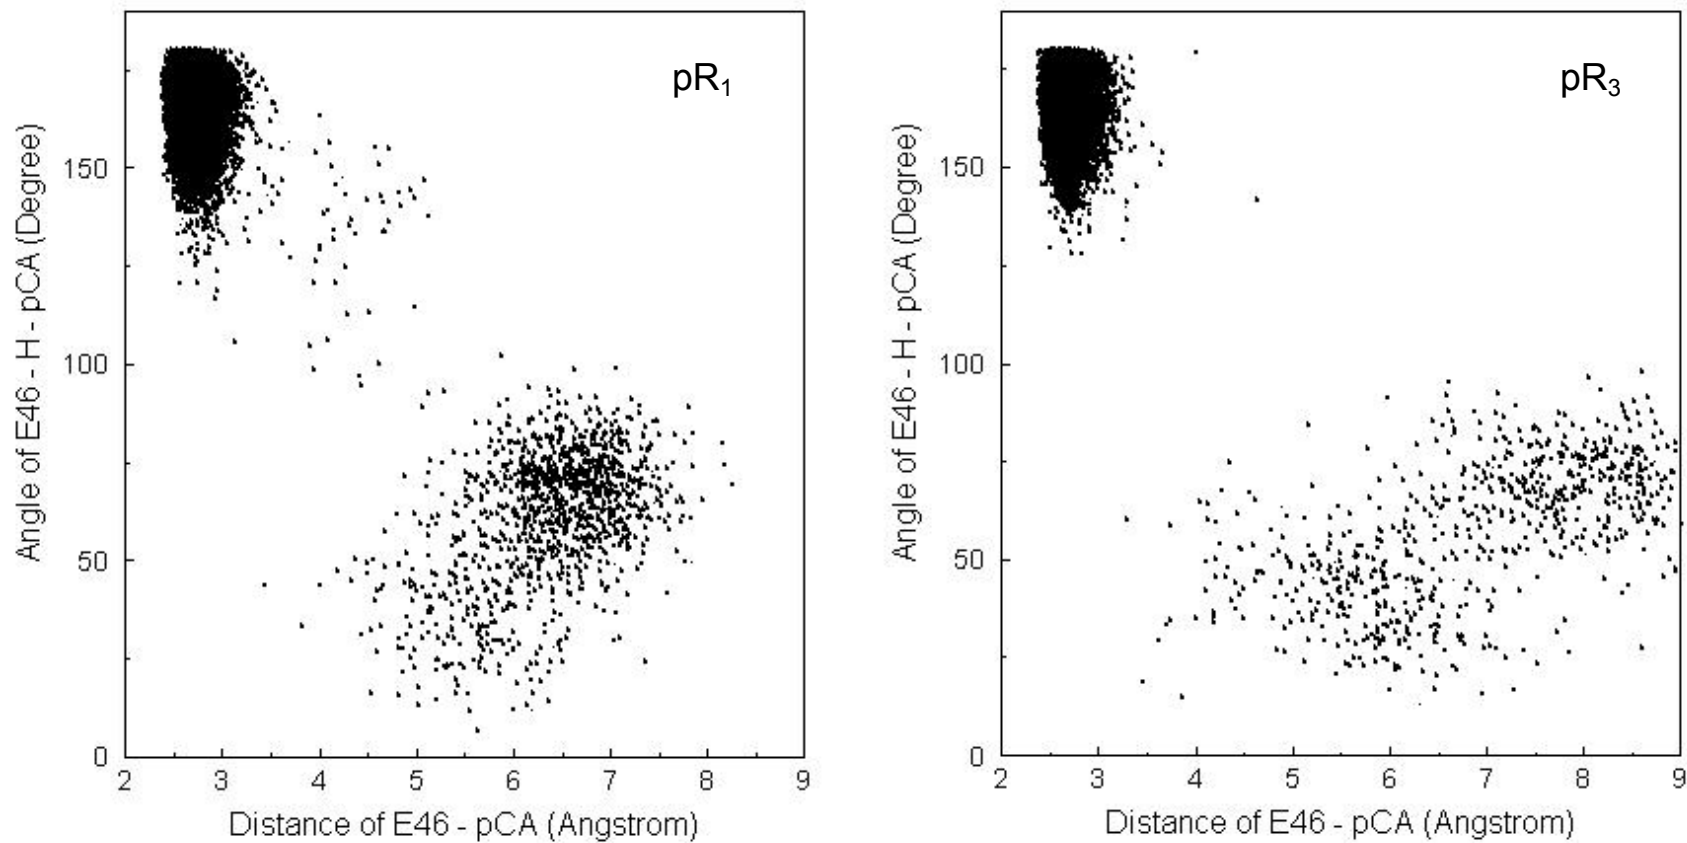 pR₁
Angle of E46 - H - pCA (Degree)
150
100
50
0
2 3 4 5 6 7 8 9
Distance of E46 - pCA (Angstrom)
pR₃
Angle of E46 - H - pCA (Degree)
150
100
50
0
2 3 4 5 6 7 8 9
Distance of E46 - pCA (Angstrom)